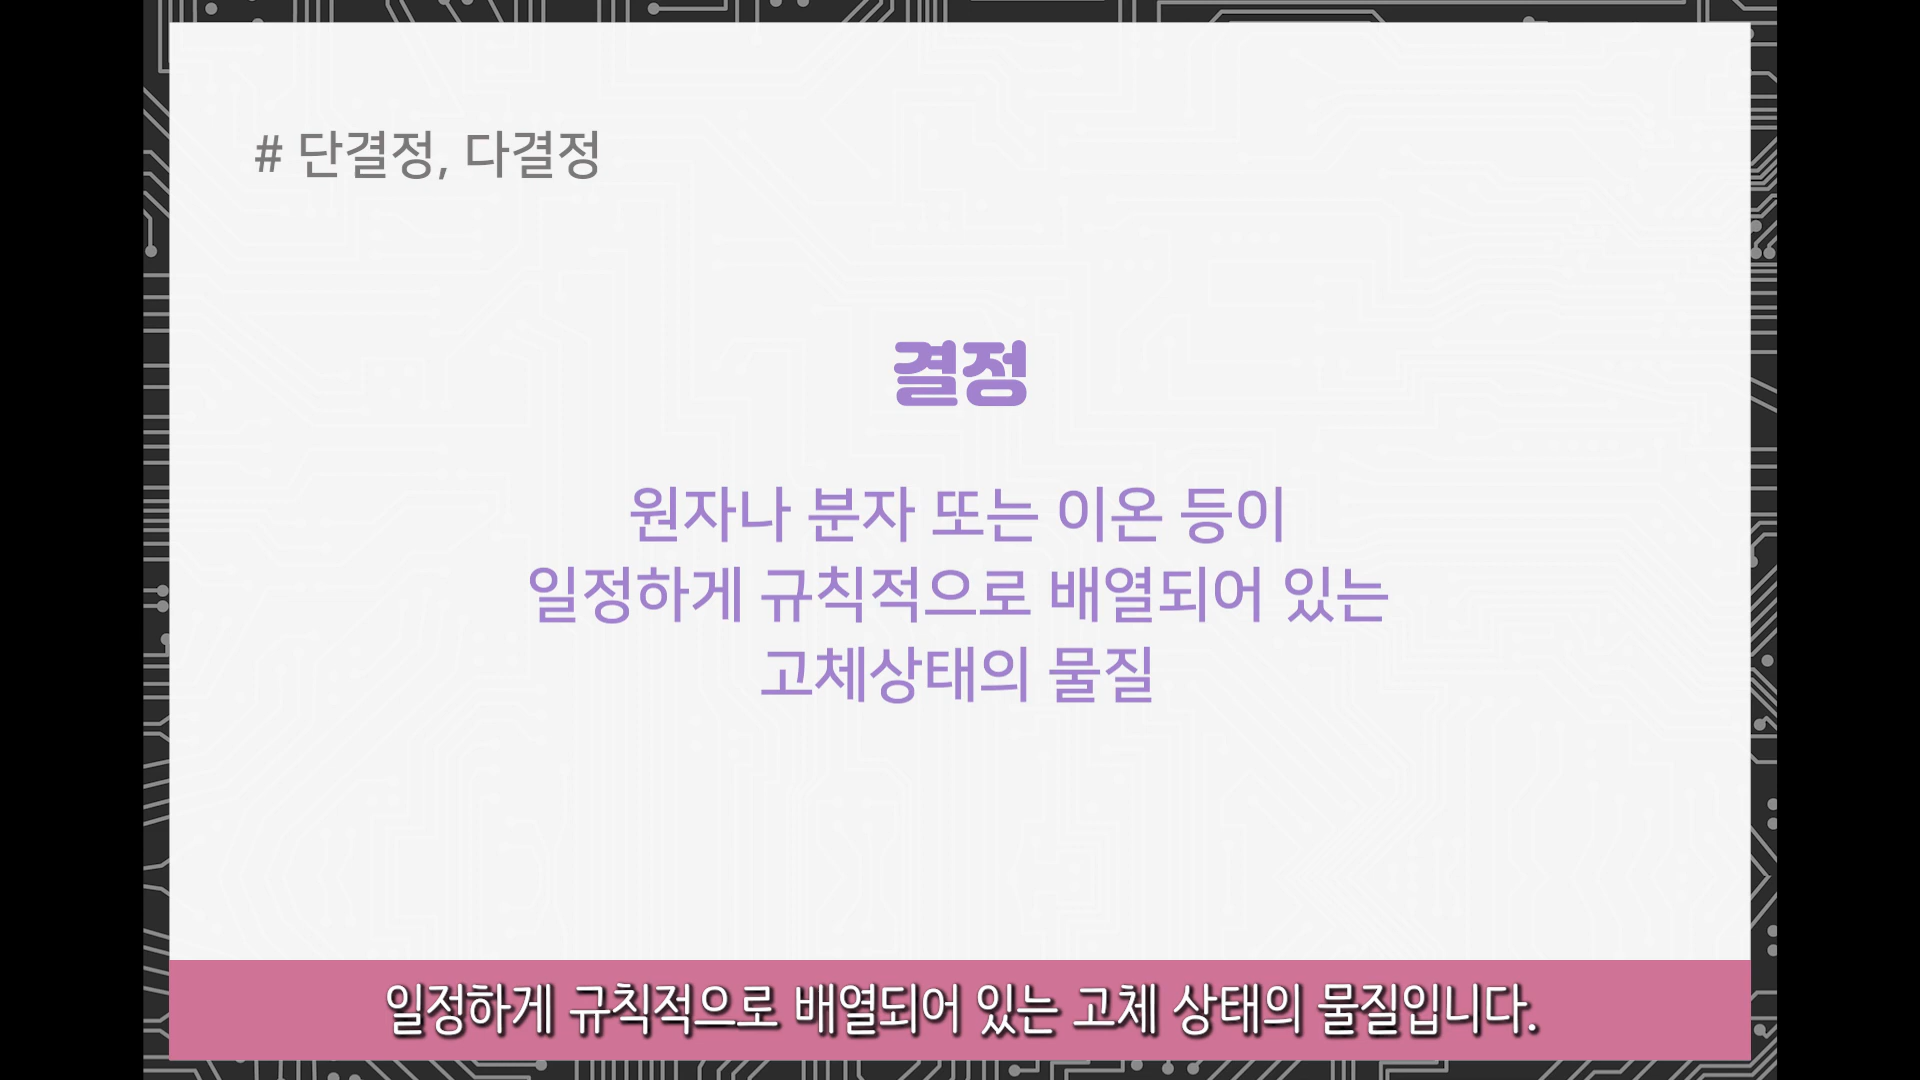 # 단결정, 다결정
결정
원자나 분자 또는 이온 등이
일정하게 규칙적으로 배열되어 있는
고체상태의 물질
일정하게 규칙적으로 배열되어 있는 고체 상태의 물질입니다.